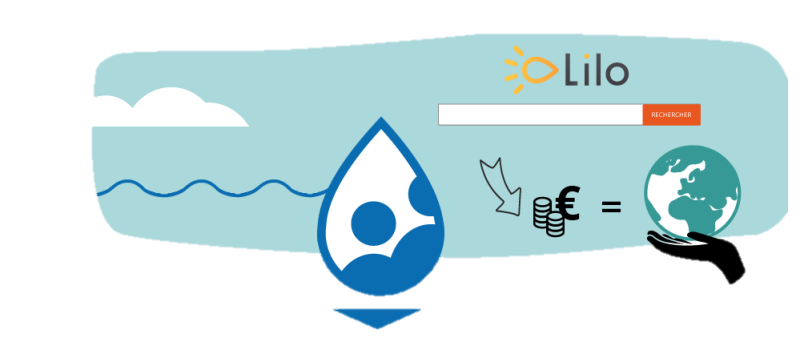 Lilo
RECHERCHER
€ =